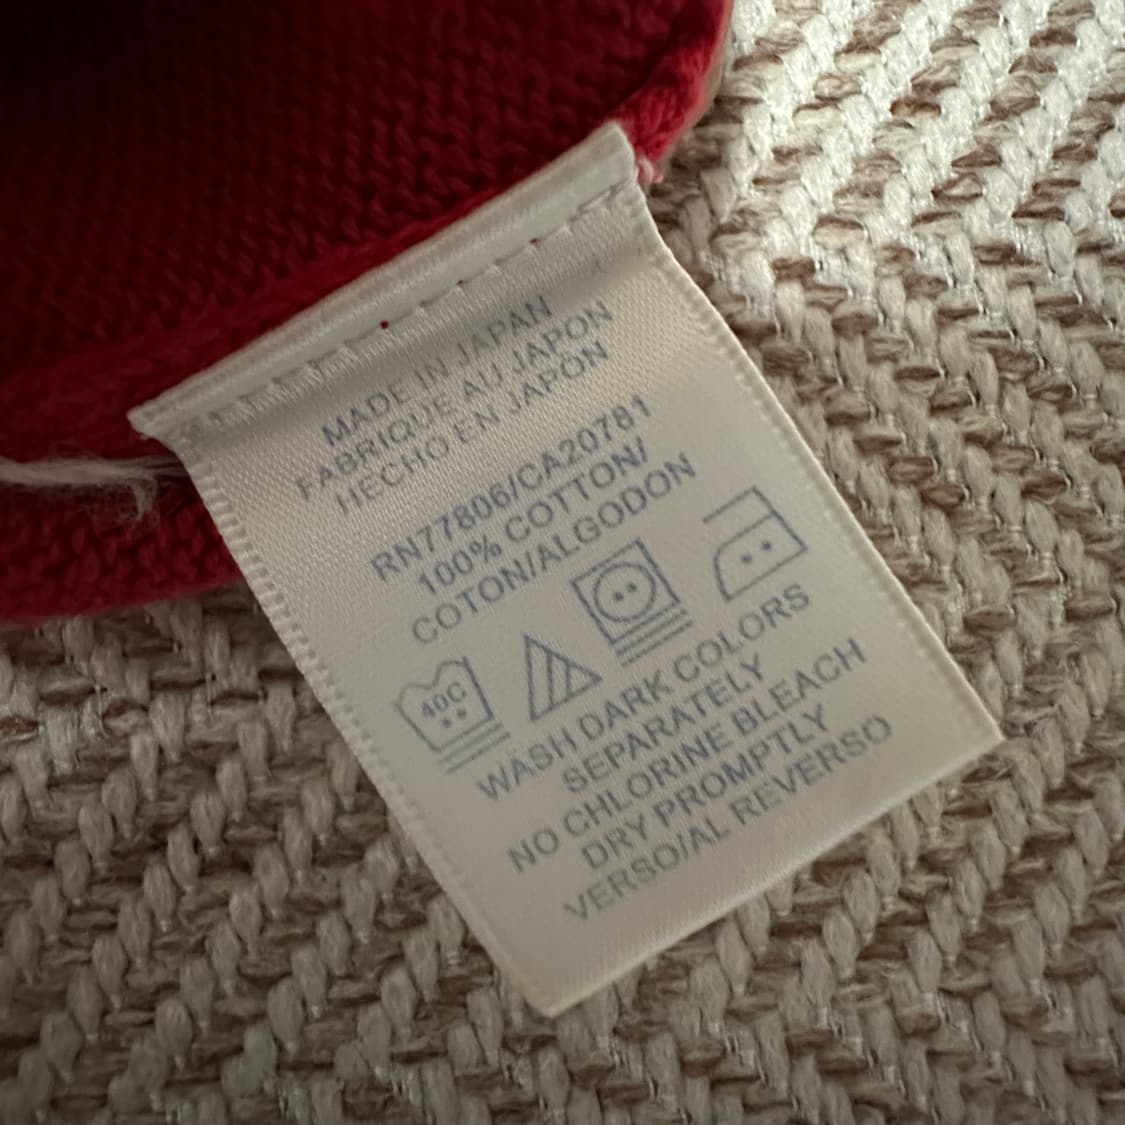 MADE IN JAPAN
FABRIQUE AU JAPON
HECHO EN JAPON
RN77806/CA20781
100% COTTON/
COTON/ALGODON
40C
WASH DARK COLORS
SEPARATELY
NO CHLORINE BLEACH
DRY PROMPTLY
VERSO/AL REVERSO